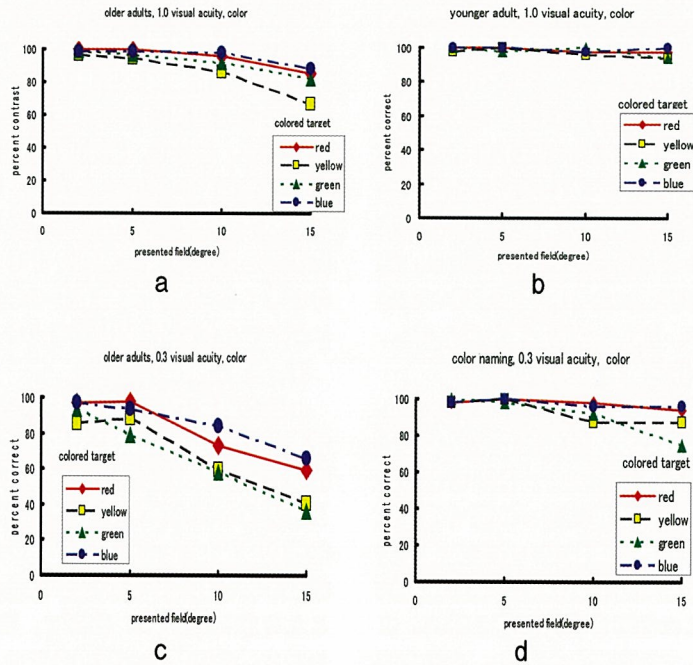 older adults, 1.0 visual acuity, color
100
80
60
40
20
0
percent contrast
colored target
red
yellow
green
blue
0 5 10 15
presented field(degree)
a
younger adult, 1.0 visual acuity, color
100
80
60
40
20
0
percent correct
colored target
red
yellow
green
blue
0 5 10 15
presented field(degree)
b
older adults, 0.3 visual acuity, color
100
80
60
40
20
0
percent correct
colored target
red
yellow
green
blue
0 5 10 15
presented field(degree)
c
color naming, 0.3 visual acuity, color
100
80
60
40
20
0
percent correct
colored target
red
yellow
green
blue
0 5 10 15
presented field(degree)
d